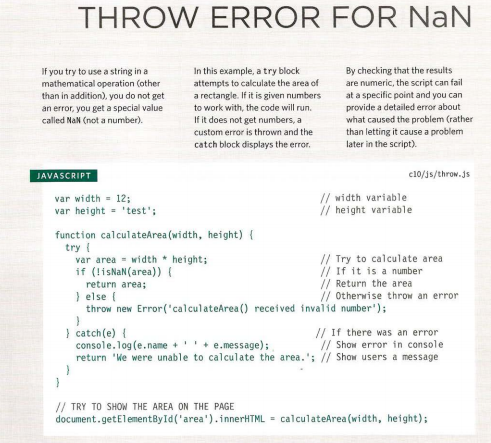 THROW ERROR FOR NaN
If you try to use a string in a
mathematical operation (other
than in addition), you do not get
an error, you get a special value
called NaN (not a number).
In this example, a try block
attempts to calculate the area of
a rectangle. If it is given numbers
to work with, the code will run.
If it does not get numbers, a
custom error is thrown and the
catch block displays the error.
By checking that the results
are numeric, the script can fail
at a specific point and you can
provide a detailed error about
what caused the problem (rather
than letting it cause a problem
later in the script).
JAVASCRIPT c10/js/throw.js
var width = 12; // width variable
var height = 'test'; // height variable
function calculateArea(width, height) {
try {
var area = width * height; // Try to calculate area
if (!isNaN(area)) { // If it is a number
return area; // Return the area
} else { // Otherwise throw an error
throw new Error('calculateArea() received invalid number');
}
} catch(e) { // If there was an error
console.log(e.name + ' ' + e.message); // Show error in console
return 'We were unable to calculate the area.'; // Show users a message
}
}
// TRY TO SHOW THE AREA ON THE PAGE
document.getElementById('area').innerHTML = calculateArea(width, height);